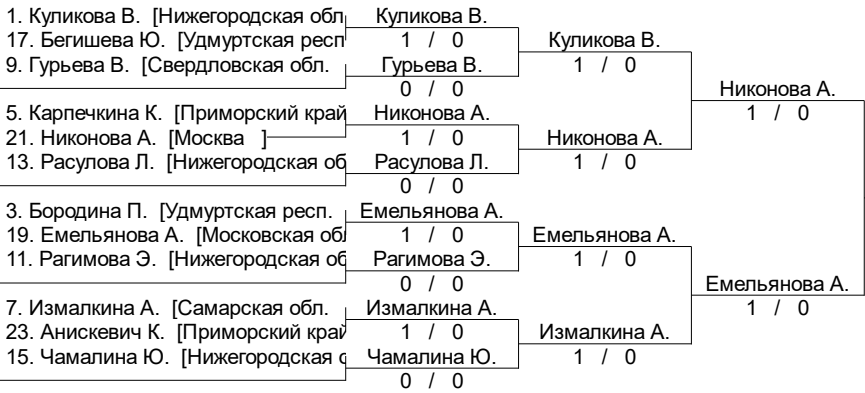 1. Куликова В. [Нижегородская обл
Куликова В.
17. Бегишева Ю. [Удмуртская респ
1 / 0
Куликова В.
9. Гурьева В. [Свердловская обл.
Гурьева В.
1 / 0
0 / 0
Никонова А.
5. Карпечкина К. [Приморский край
Никонова А.
1 / 0
21. Никонова А. [Москва ]
1 / 0
Никонова А.
13. Расулова Л. [Нижегородская об
Расулова Л.
1 / 0
0 / 0
3. Бородина П. [Удмуртская респ.
Емельянова А.
19. Емельянова А. [Московская обл
1 / 0
Емельянова А.
11. Рагимова Э. [Нижегородская об
Рагимова Э.
1 / 0
0 / 0
Емельянова А.
7. Измалкина А. [Самарская обл.
Измалкина А.
1 / 0
23. Анискевич К. [Приморский край
1 / 0
Измалкина А.
15. Чамалина Ю. [Нижегородская о
Чамалина Ю.
1 / 0
0 / 0